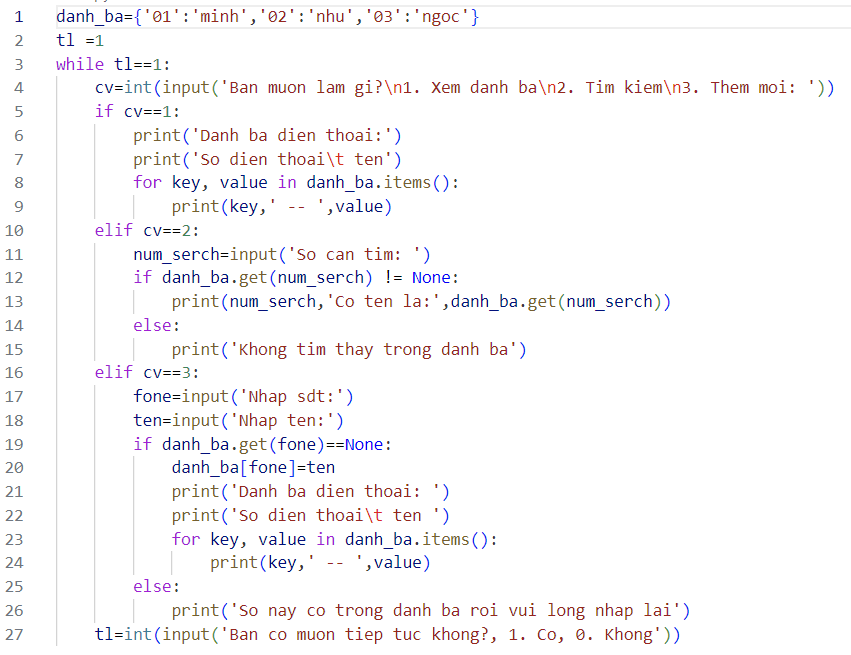 1 danh_ba={'01':'minh','02':'nhu','03':'ngoc'}
2 tl =1
3 while tl==1:
4     cv=int(input('Ban muon lam gi?\n1. Xem danh ba\n2. Tim kiem\n3. Them moi: '))
5     if cv==1:
6         print('Danh ba dien thoai:')
7         print('So dien thoai\t ten')
8         for key, value in danh_ba.items():
9             print(key,' -- ',value)
10     elif cv==2:
11         num_serch=input('So can tim: ')
12         if danh_ba.get(num_serch) != None:
13             print(num_serch,'Co ten la:',danh_ba.get(num_serch))
14         else:
15             print('Khong tim thay trong danh ba')
16     elif cv==3:
17         fone=input('Nhap sdt:')
18         ten=input('Nhap ten:')
19         if danh_ba.get(fone)==None:
20             danh_ba[fone]=ten
21             print('Danh ba dien thoai: ')
22             print('So dien thoai\t ten ')
23             for key, value in danh_ba.items():
24                 print(key,' -- ',value)
25         else:
26             print('So nay co trong danh ba roi vui long nhap lai')
27     tl=int(input('Ban co muon tiep tuc khong?, 1. Co, 0. Khong'))